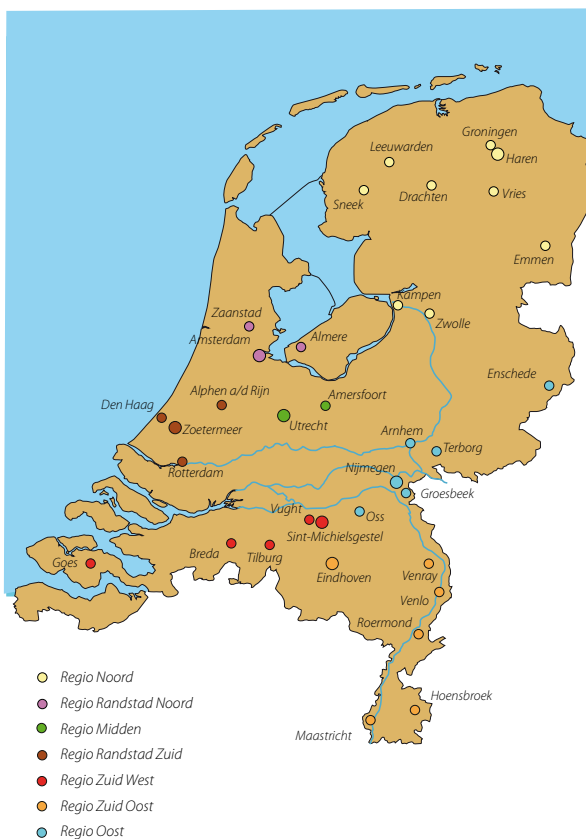 Groningen
Leeuwarden
Haren
Sneek
Drachten
Vries
Emmen
Kampen
Zwolle
Zaanstad
Amsterdam
Almere
Enschede
Alphen a/d Rijn
Amersfoort
Den Haag
Zoetermeer
Utrecht
Arnhem
Terborg
Rotterdam
Nijmegen
Groesbeek
Vught
Oss
Sint-Michielsgestel
Breda
Tilburg
Goes
Eindhoven
Venray
Venlo
Roermond
Hoensbroek
Maastricht
Regio Noord
Regio Randstad Noord
Regio Midden
Regio Randstad Zuid
Regio Zuid West
Regio Zuid Oost
Regio Oost